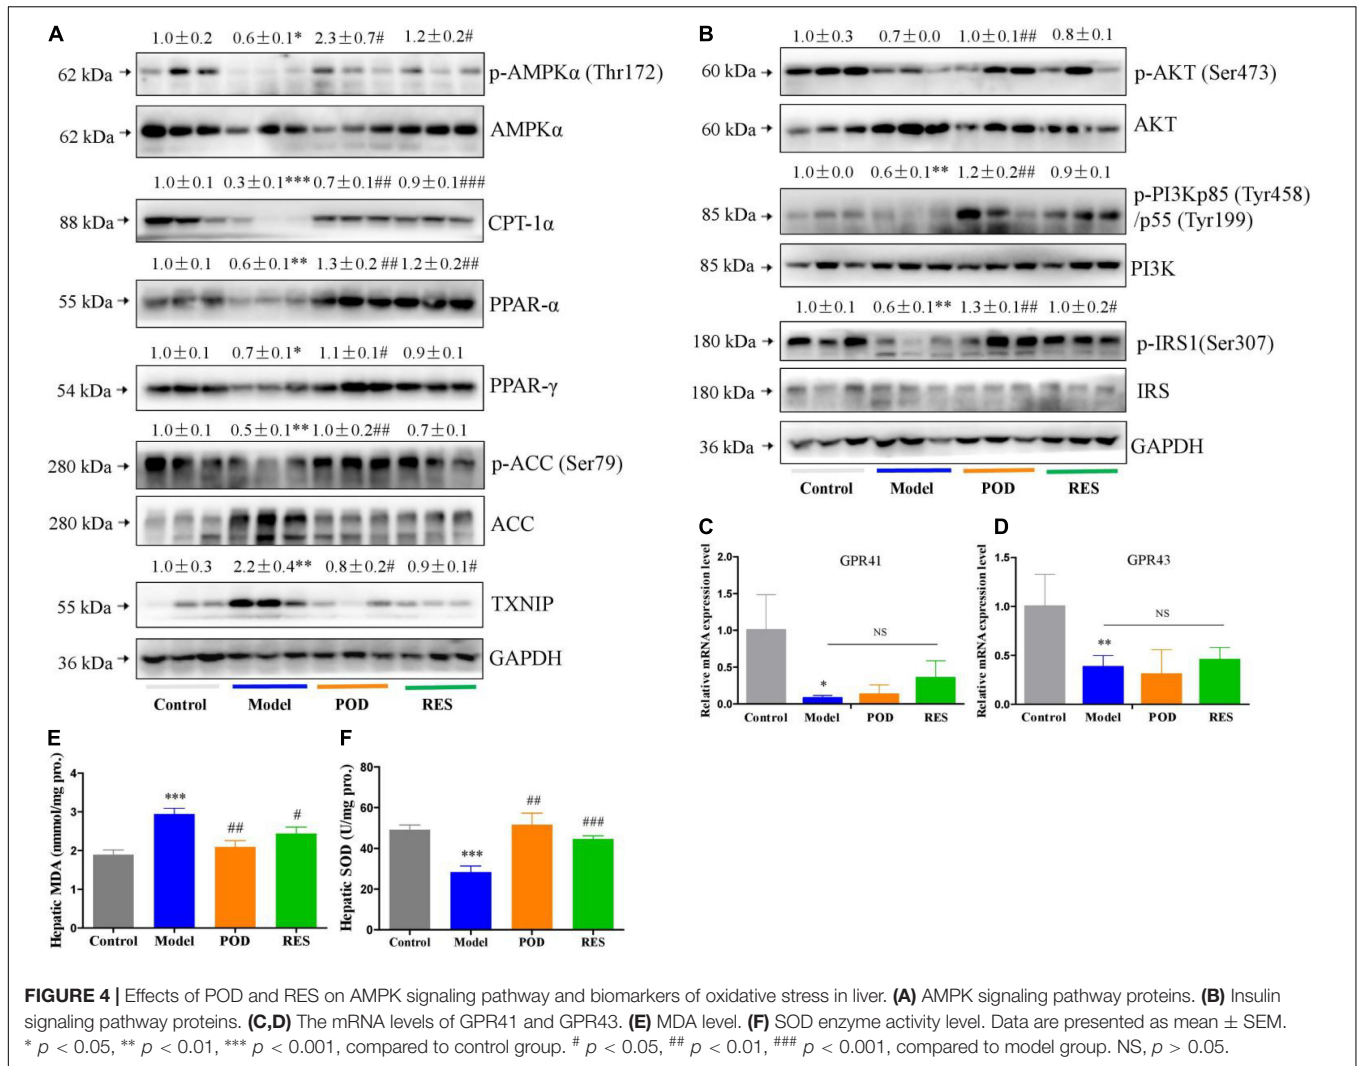 A
1.0±0.2 0.6±0.1* 2.3±0.7# 1.2±0.2#
62 kDa → p-AMPKα (Thr172)
62 kDa → AMPKα
1.0±0.1 0.3±0.1*** 0.7±0.1## 0.9±0.1###
88 kDa → CPT-1α
1.0±0.1 0.6±0.1** 1.3±0.2 ## 1.2±0.2##
55 kDa → PPAR-α
1.0±0.1 0.7±0.1* 1.1±0.1# 0.9±0.1
54 kDa → PPAR-γ
1.0±0.1 0.5±0.1** 1.0±0.2## 0.7±0.1
280 kDa → p-ACC (Ser79)
280 kDa → ACC
1.0±0.3 2.2±0.4** 0.8±0.2# 0.9±0.1#
55 kDa → TXNIP
36 kDa → GAPDH
Control Model POD RES
B
1.0±0.3 0.7±0.0 1.0±0.1## 0.8±0.1
60 kDa → p-AKT (Ser473)
60 kDa → AKT
1.0±0.0 0.6±0.1** 1.2±0.2## 0.9±0.1
85 kDa → p-PI3Kp85 (Tyr458)
/p55 (Tyr199)
85 kDa → PI3K
1.0±0.1 0.6±0.1** 1.3±0.1## 1.0±0.2#
180 kDa → p-IRS1(Ser307)
180 kDa → IRS
36 kDa → GAPDH
Control Model POD RES
C
GPR41
Relative mRNA expression level
2.0
1.5
1.0
0.5
0.0
*
NS
Control Model POD RES
D
GPR43
Relative mRNA expression level
1.5
1.0
0.5
0.0
**
NS
Control Model POD RES
E
Hepatic MDA (nmmol/mg pro.)
4
3
2
1
0
***
##
#
Control Model POD RES
F
Hepatic SOD (U/mg pro.)
80
60
40
20
0
***
##
###
Control Model POD RES
FIGURE 4 | Effects of POD and RES on AMPK signaling pathway and biomarkers of oxidative stress in liver. (A) AMPK signaling pathway proteins. (B) Insulin
signaling pathway proteins. (C,D) The mRNA levels of GPR41 and GPR43. (E) MDA level. (F) SOD enzyme activity level. Data are presented as mean ± SEM.
* p < 0.05, ** p < 0.01, *** p < 0.001, compared to control group. # p < 0.05, ## p < 0.01, ### p < 0.001, compared to model group. NS, p > 0.05.